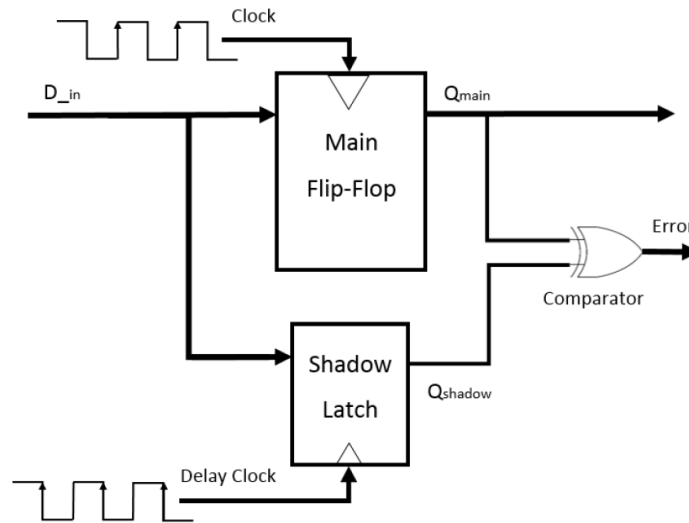 Clock
D_in
Qmain
Main
Flip-Flop
Error
Comparator
Shadow
Latch
Qshadow
Delay Clock